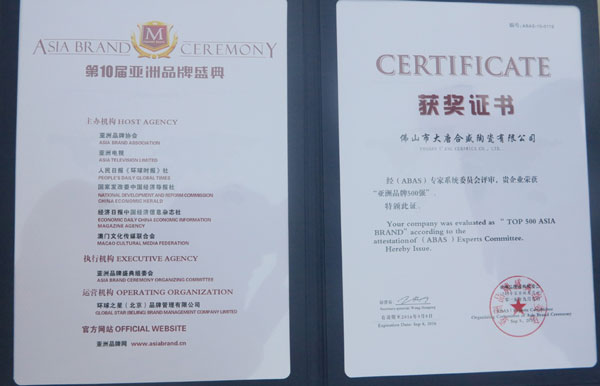 ASIA BRAND CEREMONY
M
第10届亚洲品牌盛典
主办机构 HOST AGENCY
亚洲品牌协会
ASIA BRAND ASSOCIATION
亚洲电视
ASIA TELEVISION LIMITED
人民日报《环球时报》社
PEOPLE'S DAILY GLOBAL TIMES
国家发改委中国经济导报社
NATIONAL DEVELOPMENT AND REFORM COMMISSION
CHINA ECONOMIC HERALD
经济日报中国经济信息杂志社
ECONOMIC DAILY CHINA ECONOMIC INFORMATION
MAGAZINE AGENCY
澳门文化传媒联合会
MACAO CULTURAL MEDIA FEDERATION
执行机构 EXECUTIVE AGENCY
亚洲品牌盛典组委会
ASIA BRAND CEREMONY ORGANIZING COMMITTEE
运营机构 OPERATING ORGANIZATION
环球之星（北京）品牌管理有限公司
GLOBAL STAR (BEIJING) BRAND MANAGEMENT COMPANY LIMITED
官方网站 OFFICIAL WEBSITE
亚洲品牌网 www.asiabrand.cn
CERTIFICATE
获奖证书
佛山市大唐合盛陶瓷有限公司
经（ABAS）专家系统委员会评审，贵企业荣获
“亚洲品牌500强”。
特颁此证。
Your company was evaluated as “ TOP 500 ASIA
BRAND” according to the
attestation of （ABAS）Experts Committee.
Hereby Issue.
Expiration Date: Sep 8, 2016